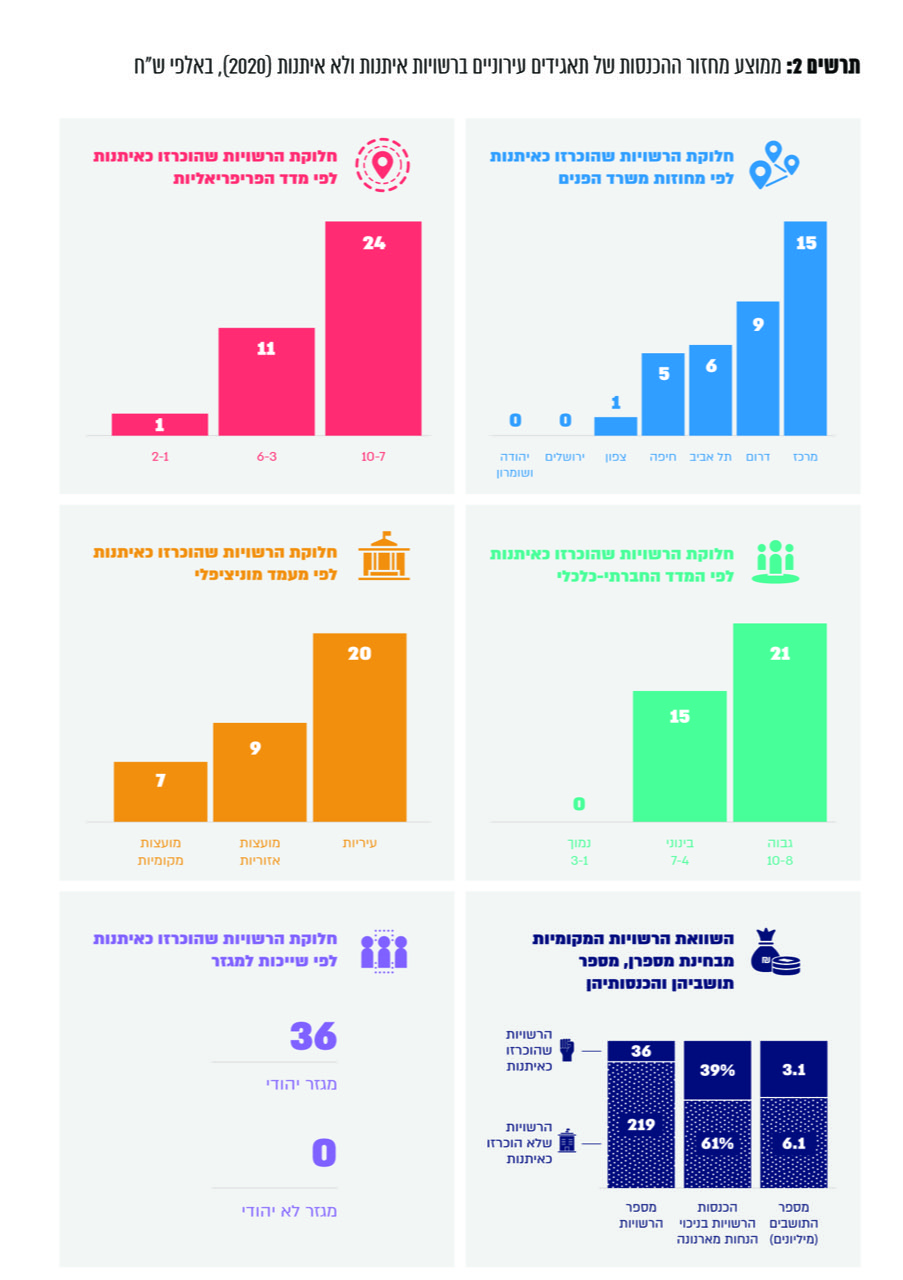 תרשים 2: ממוצע מחזור ההכנסות של תאגידים עירוניים ברשויות איתנות ולא איתנות (2020), באלפי ש"ח
חלוקת הרשויות שהוכרזו כאיתנות
לפי מחוזות משרד הפנים
15
9
6
5
1
0
0
מרכז
דרום
תל אביב
חיפה
צפון
ירושלים
יהודה
ושומרון
חלוקת הרשויות שהוכרזו כאיתנות
לפי מדד הפריפריאליות
24
11
1
10-7
6-3
2-1
חלוקת הרשויות שהוכרזו כאיתנות
לפי המדד החברתי-כלכלי
21
15
0
גבוה
10-8
בינוני
7-4
נמוך
3-1
חלוקת הרשויות שהוכרזו כאיתנות
לפי מעמד מוניציפלי
20
9
7
עיריות
מועצות
אזוריות
מועצות
מקומיות
השוואת הרשויות המקומיות
מבחינת מספרן, מספר
תושביהן והכנסותיהן
₪
3.1
39%
36
הרשויות
שהוכרזו
כאיתנות
6.1
61%
219
הרשויות
שלא הוכרזו
כאיתנות
מספר
התושבים
(מיליונים)
הכנסות
הרשויות בניכוי
הנחות מארנונה
מספר
הרשויות
חלוקת הרשויות שהוכרזו כאיתנות
לפי שייכות למגזר
36
מגזר יהודי
0
מגזר לא יהודי